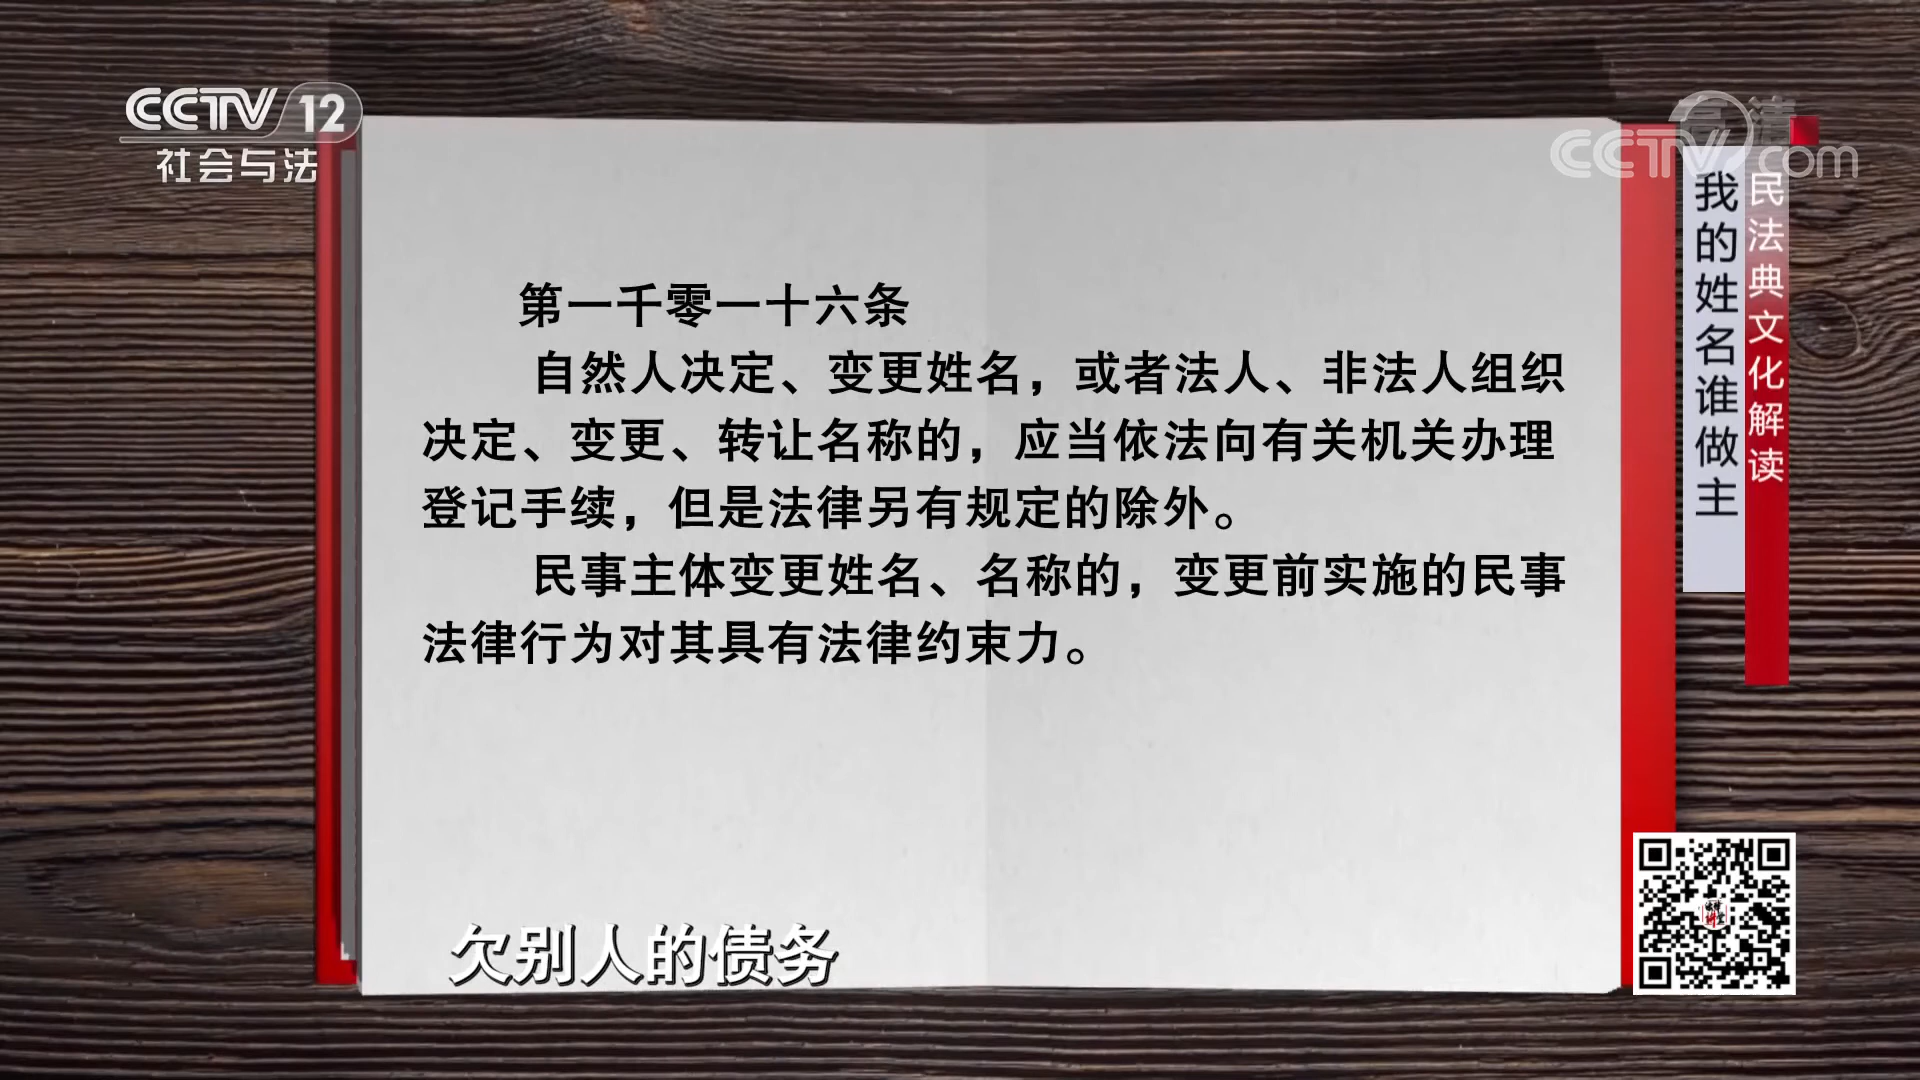 CCTV 12
社会与法
高清
CCTV.com
民法典文化解读
我的姓名谁做主
第一千零一十六条
自然人决定、变更姓名，或者法人、非法人组织
决定、变更、转让名称的，应当依法向有关机关办理
登记手续，但是法律另有规定的除外。
民事主体变更姓名、名称的，变更前实施的民事
法律行为对其具有法律约束力。
欠别人的债务